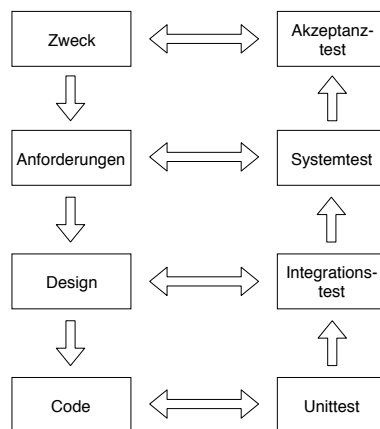 Zweck
Akzeptanz-
test
Anforderungen
Systemtest
Design
Integrations-
test
Code
Unittest